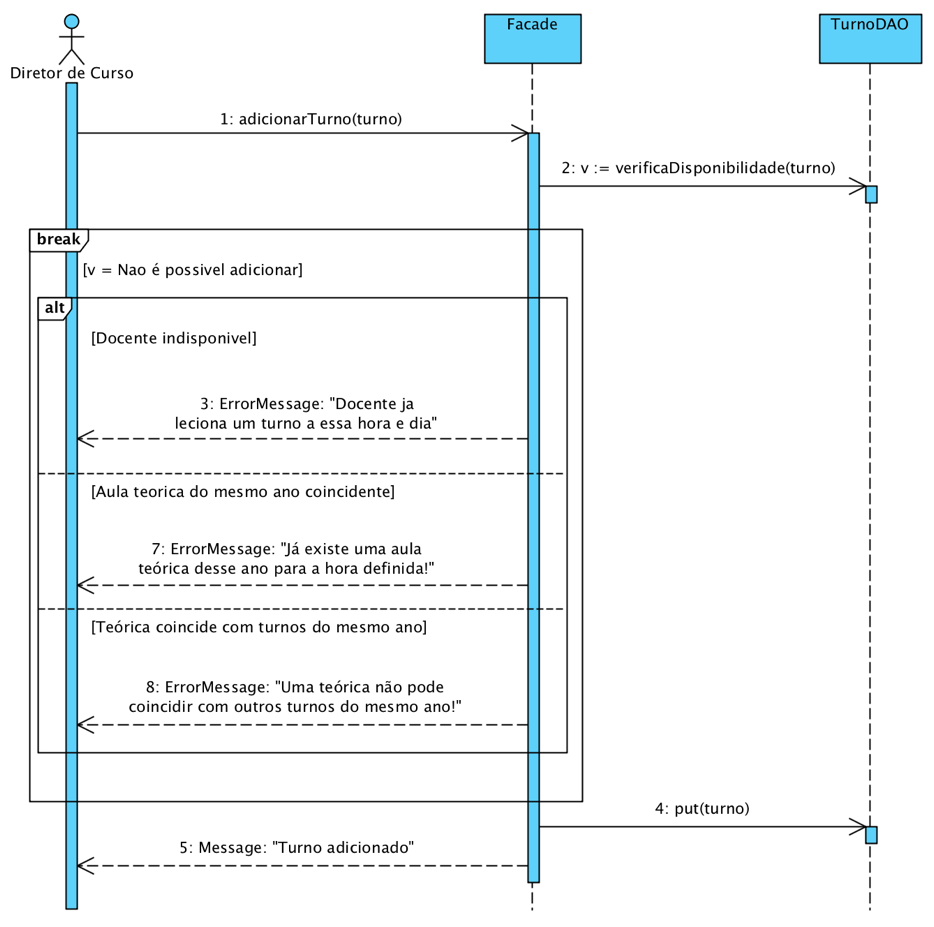 Facade
TurnoDAO
Diretor de Curso
1: adicionarTurno(turno)
2: v := verificaDisponibilidade(turno)
break
[v = Nao é possivel adicionar]
alt
[Docente indisponivel]
3: ErrorMessage: "Docente ja
leciona um turno a essa hora e dia"
[Aula teorica do mesmo ano coincidente]
7: ErrorMessage: "Já existe uma aula
teórica desse ano para a hora definida!"
[Teórica coincide com turnos do mesmo ano]
8: ErrorMessage: "Uma teórica não pode
coincidir com outros turnos do mesmo ano!"
4: put(turno)
5: Message: "Turno adicionado"